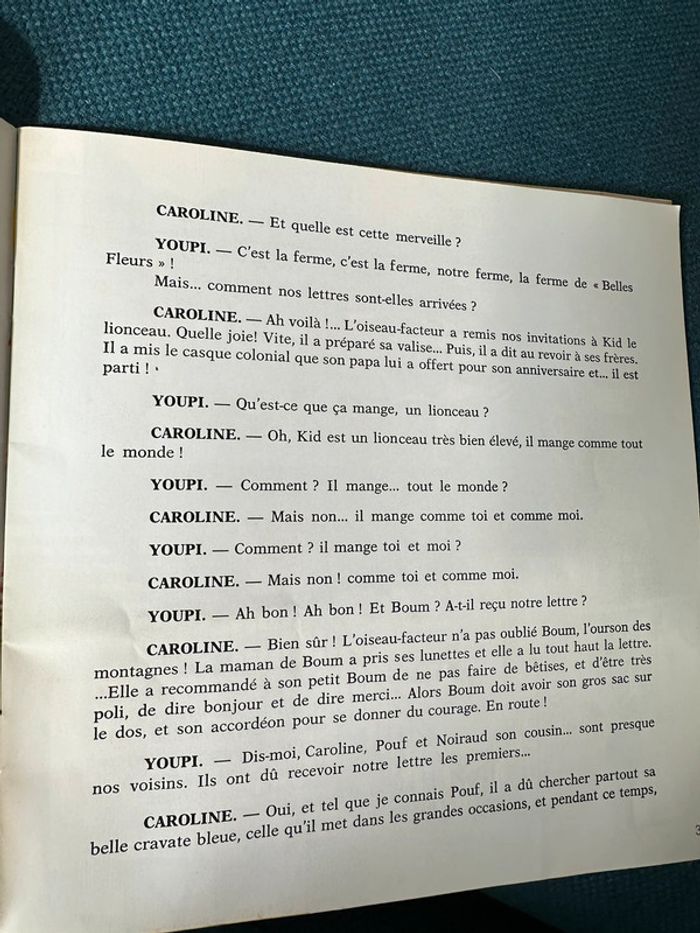 CAROLINE. — Et quelle est cette merveille ?
YOUPI. — C'est la ferme, c'est la ferme, notre ferme, la ferme de « Belles
Fleurs » !
Mais... comment nos lettres sont-elles arrivées ?
CAROLINE. — Ah voilà !... L'oiseau-facteur a remis nos invitations à Kid le
lionceau. Quelle joie! Vite, il a préparé sa valise... Puis, il a dit au revoir à ses frères.
Il a mis le casque colonial que son papa lui a offert pour son anniversaire et... il est
parti !
YOUPI. — Qu'est-ce que ça mange, un lionceau ?
CAROLINE. — Oh, Kid est un lionceau très bien élevé, il mange comme tout
le monde !
YOUPI. — Comment ? Il mange... tout le monde ?
CAROLINE. — Mais non... il mange comme toi et comme moi.
YOUPI. — Comment ? il mange toi et moi ?
CAROLINE. — Mais non ! comme toi et comme moi.
YOUPI. — Ah bon ! Ah bon ! Et Boum ? A-t-il reçu notre lettre ?
CAROLINE. — Bien sûr ! L'oiseau-facteur n'a pas oublié Boum, l'ourson des
montagnes ! La maman de Boum a pris ses lunettes et elle a lu tout haut la lettre.
...Elle a recommandé à son petit Boum de ne pas faire de bêtises, et d'être très
poli, de dire bonjour et de dire merci... Alors Boum doit avoir son gros sac sur
le dos, et son accordéon pour se donner du courage. En route !
YOUPI. — Dis-moi, Caroline, Pouf et Noiraud son cousin... sont presque
nos voisins. Ils ont dû recevoir notre lettre les premiers...
CAROLINE. — Oui, et tel que je connais Pouf, il a dû chercher partout sa
belle cravate bleue, celle qu'il met dans les grandes occasions, et pendant ce temps,
3